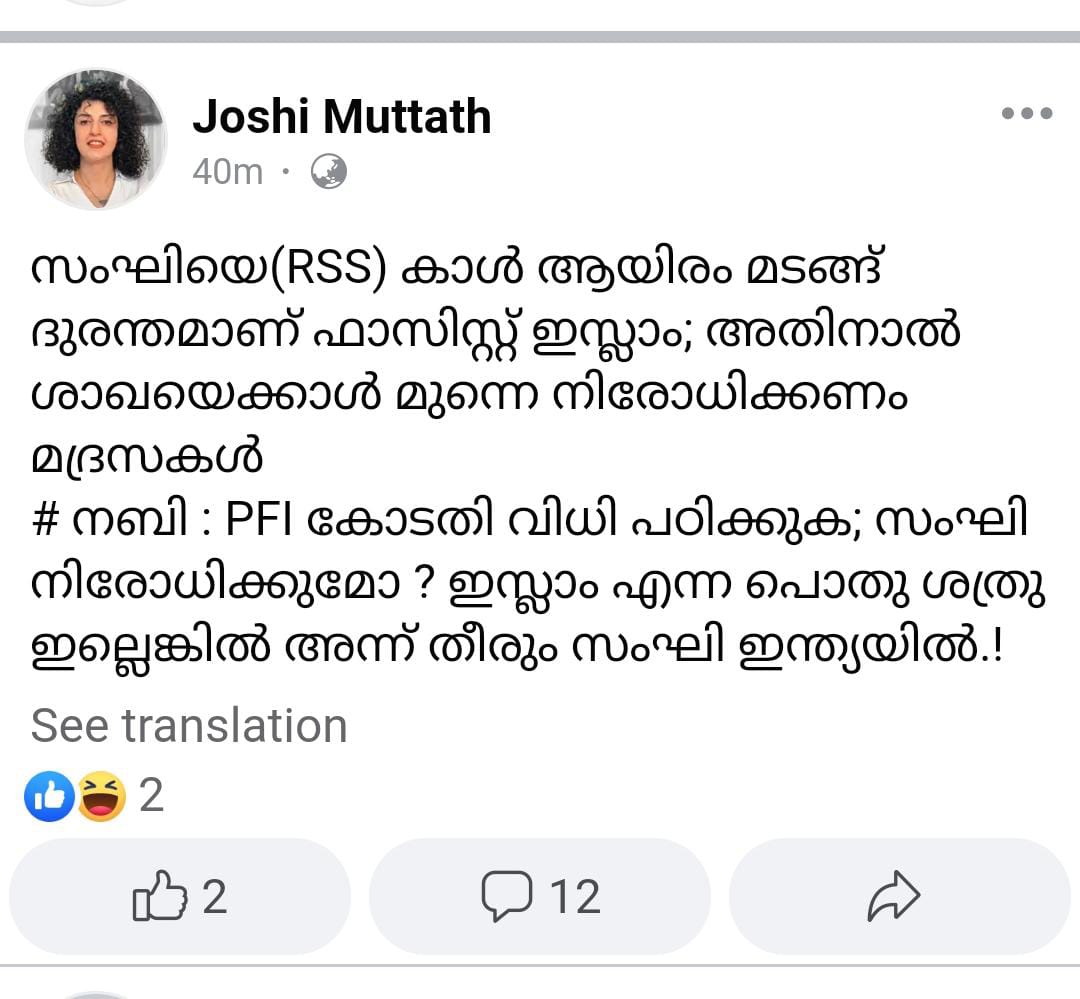 Joshi Muttath
40m ·
സംഘിയെ(RSS) കാൾ ആയിരം മടങ്ങ്
ദുരന്തമാണ് ഫാസിസ്റ്റ് ഇസ്ലാം; അതിനാൽ
ശാഖയെക്കാൾ മുന്നെ നിരോധിക്കണം
മദ്രസകൾ
# നബി : PFI കോടതി വിധി പഠിക്കുക; സംഘി
നിരോധിക്കുമോ ? ഇസ്ലാം എന്ന പൊതു ശത്രു
ഇല്ലെങ്കിൽ അന്ന് തീരും സംഘി ഇന്ത്യയിൽ.!
See translation
2
2 12